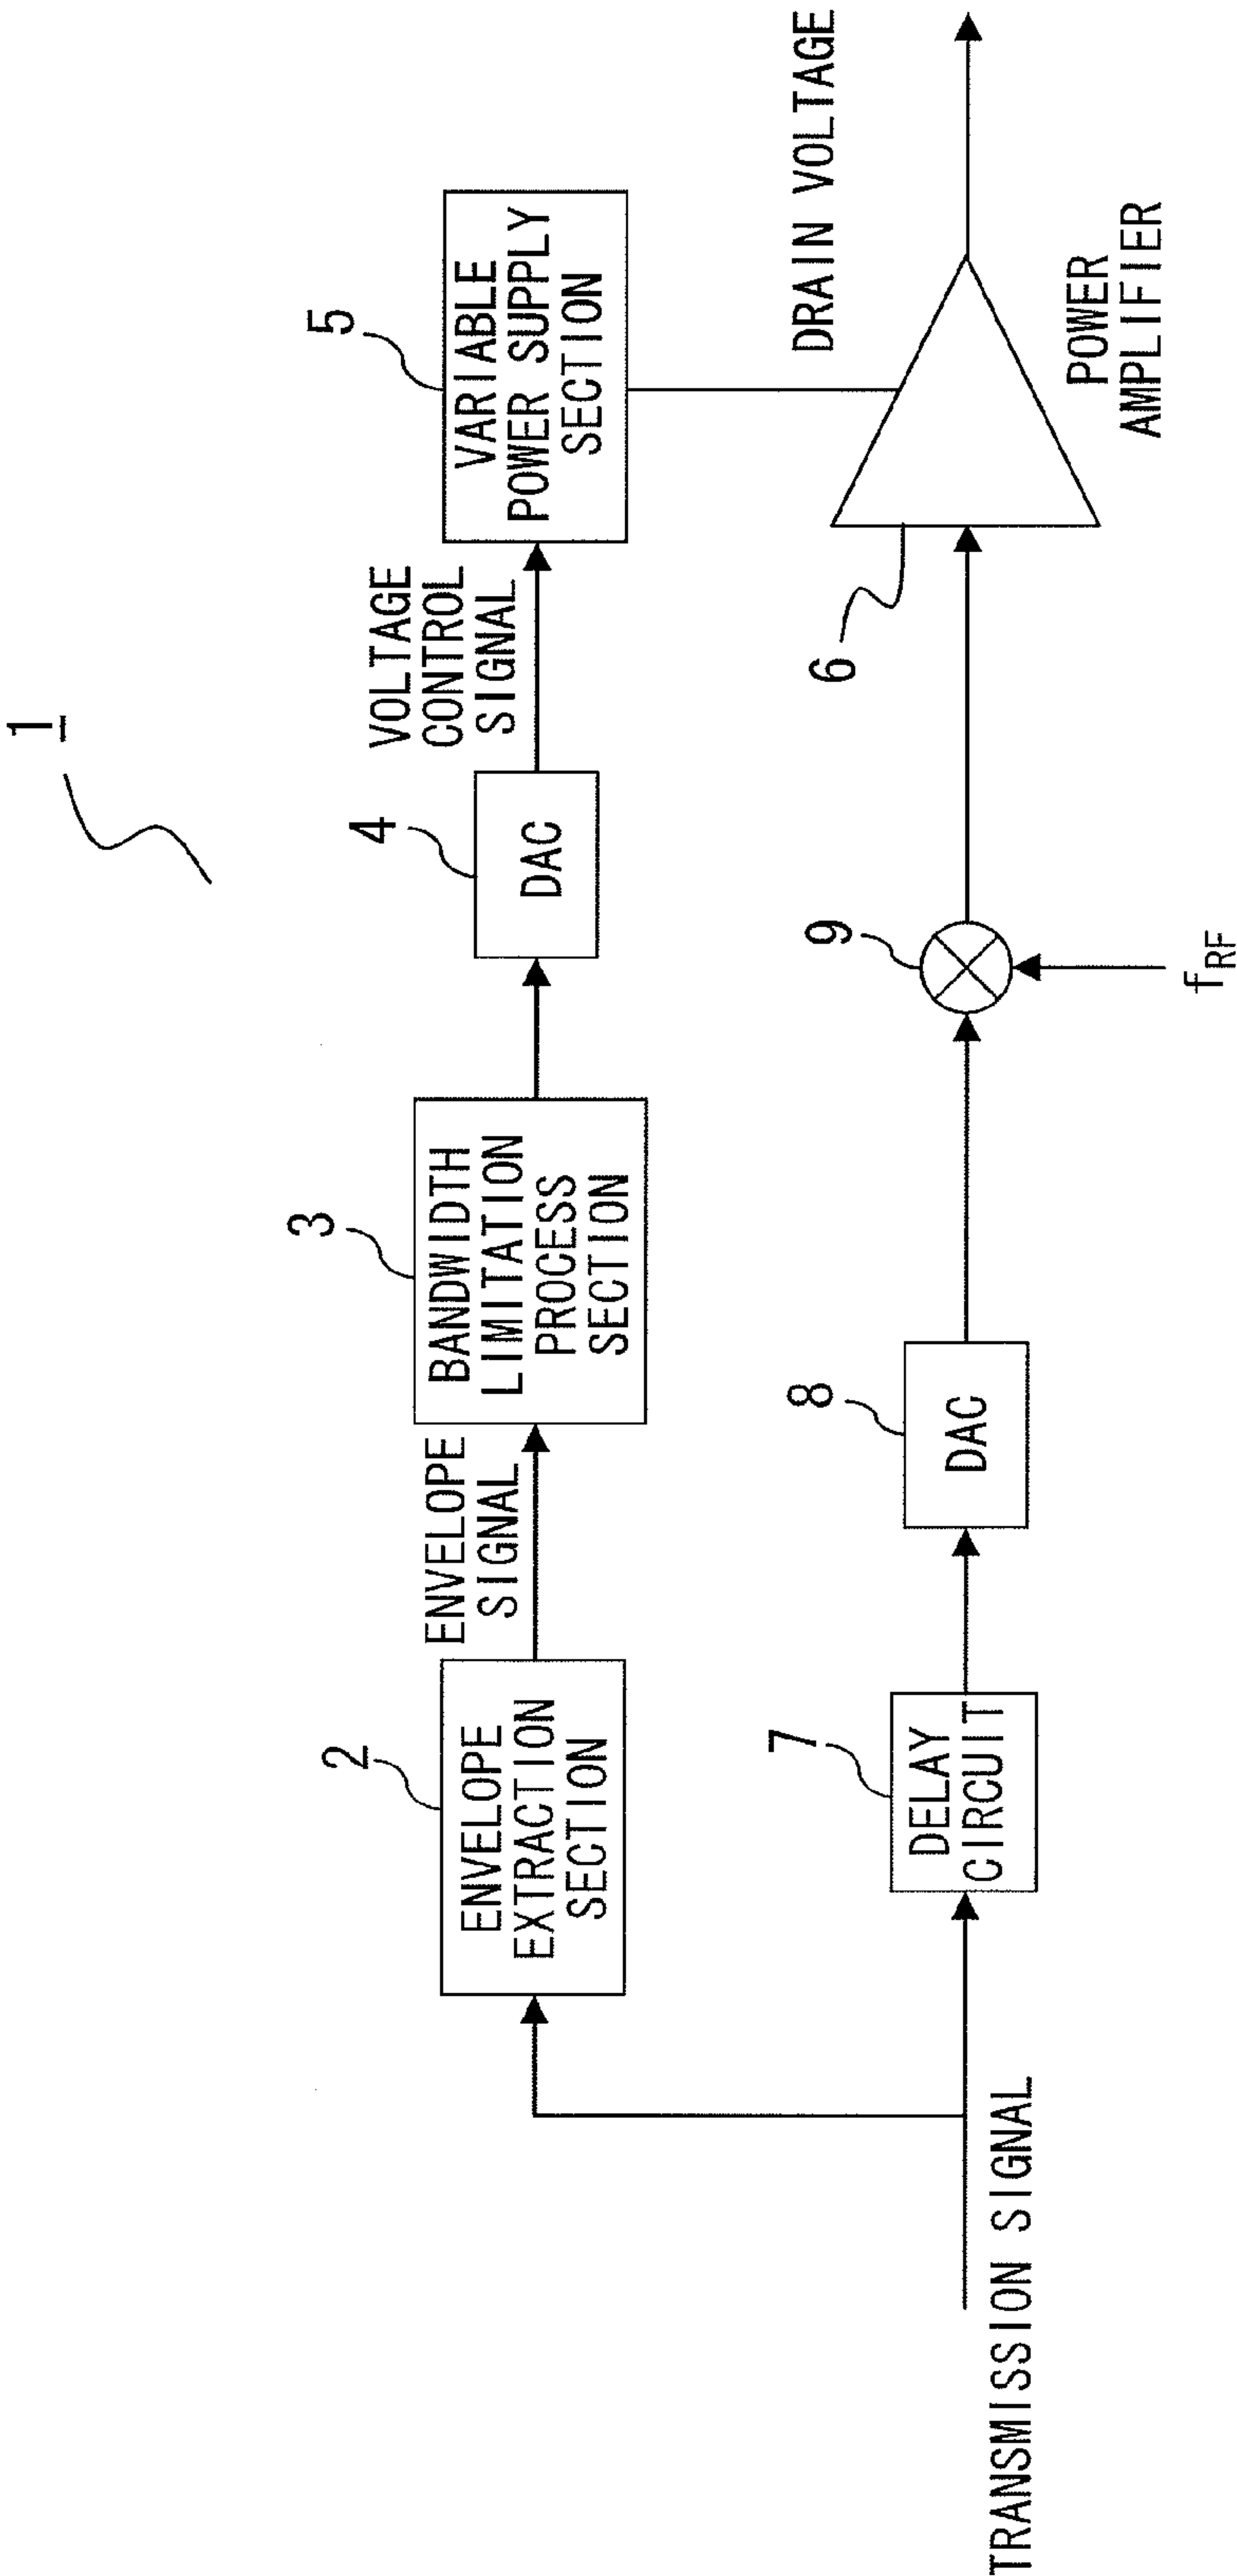 1
2
ENVELOPE
EXTRACTION
SECTION
ENVELOPE
SIGNAL
3
BANDWIDTH
LIMITATION
PROCESS
SECTION
4
DAC
VOLTAGE
CONTROL
SIGNAL
5
VARIABLE
POWER SUPPLY
SECTION
TRANSMISSION SIGNAL
7
DELAY
CIRCUIT
8
DAC
9
fRF
6
DRAIN VOLTAGE
POWER
AMPLIFIER